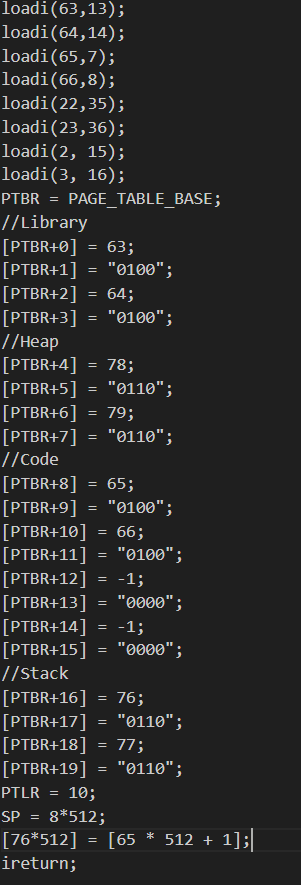 loadi(63,13);
loadi(64,14);
loadi(65,7);
loadi(66,8);
loadi(22,35);
loadi(23,36);
loadi(2, 15);
loadi(3, 16);
PTBR = PAGE_TABLE_BASE;
//Library
[PTBR+0] = 63;
[PTBR+1] = "0100";
[PTBR+2] = 64;
[PTBR+3] = "0100";
//Heap
[PTBR+4] = 78;
[PTBR+5] = "0110";
[PTBR+6] = 79;
[PTBR+7] = "0110";
//Code
[PTBR+8] = 65;
[PTBR+9] = "0100";
[PTBR+10] = 66;
[PTBR+11] = "0100";
[PTBR+12] = -1;
[PTBR+13] = "0000";
[PTBR+14] = -1;
[PTBR+15] = "0000";
//Stack
[PTBR+16] = 76;
[PTBR+17] = "0110";
[PTBR+18] = 77;
[PTBR+19] = "0110";
PTLR = 10;
SP = 8*512;
[76*512] = [65 * 512 + 1];
ireturn;